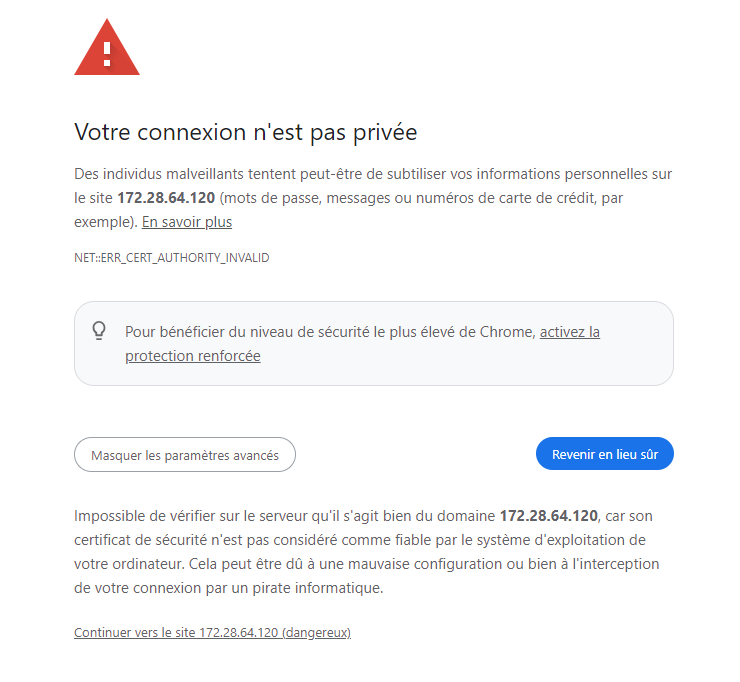 Votre connexion n'est pas privée
Des individus malveillants tentent peut-être de subtiliser vos informations personnelles sur
le site 172.28.64.120 (mots de passe, messages ou numéros de carte de crédit, par
exemple). En savoir plus
NET::ERR_CERT_AUTHORITY_INVALID
Pour bénéficier du niveau de sécurité le plus élevé de Chrome, activez la
protection renforcée
Masquer les paramètres avancés
Revenir en lieu sûr
Impossible de vérifier sur le serveur qu'il s'agit bien du domaine 172.28.64.120, car son
certificat de sécurité n'est pas considéré comme fiable par le système d'exploitation de
votre ordinateur. Cela peut être dû à une mauvaise configuration ou bien à l'interception
de votre connexion par un pirate informatique.
Continuer vers le site 172.28.64.120 (dangereux)